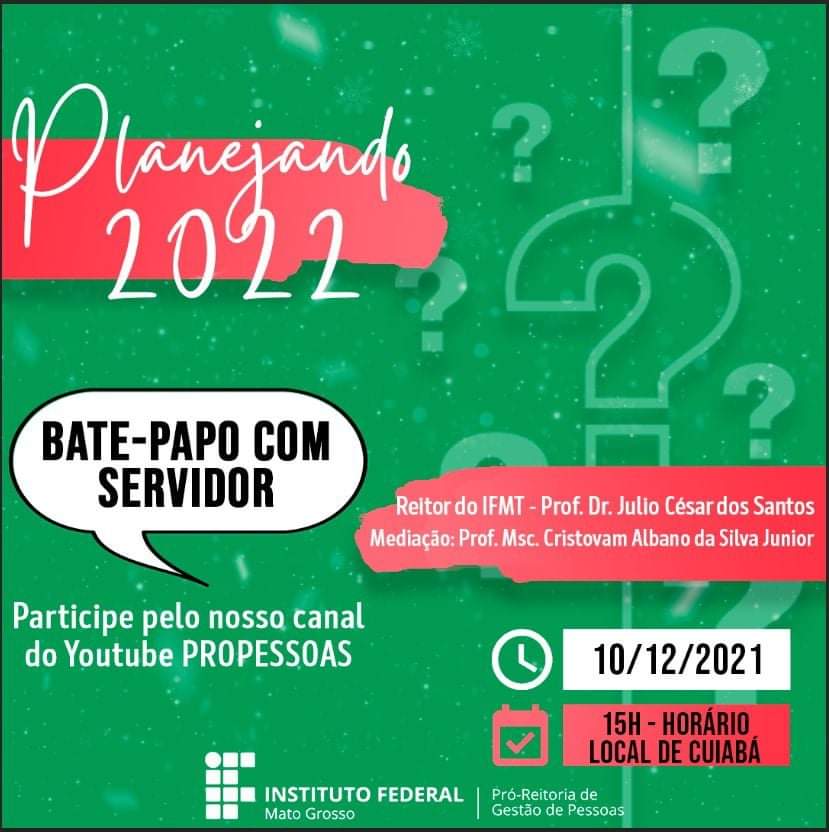 Planejando
2022
BATE-PAPO COM
SERVIDOR
Reitor do IFMT - Prof. Dr. Julio César dos Santos
Mediação: Prof. Msc. Cristovam Albano da Silva Junior
Participe pelo nosso canal
do Youtube PROPESSOAS
10/12/2021
15H - HORÁRIO
LOCAL DE CUIABÁ
INSTITUTO FEDERAL
Mato Grosso
Pró-Reitoria de
Gestão de Pessoas